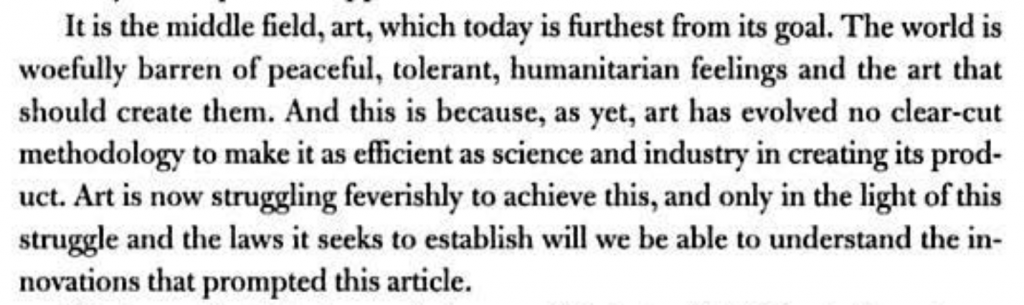 It is the middle field, art, which today is furthest from its goal. The world is
woefully barren of peaceful, tolerant, humanitarian feelings and the art that
should create them. And this is because, as yet, art has evolved no clear-cut
methodology to make it as efficient as science and industry in creating its prod-
uct. Art is now struggling feverishly to achieve this, and only in the light of this
struggle and the laws it seeks to establish will we be able to understand the in-
novations that prompted this article.